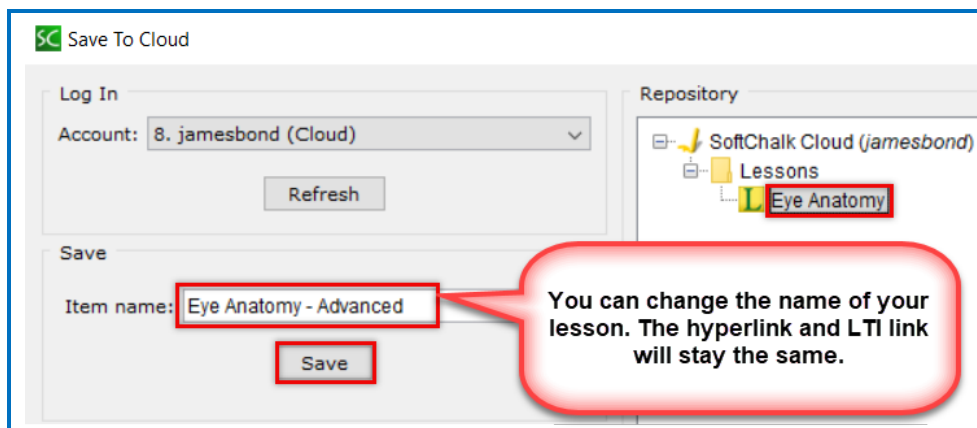 SC Save To Cloud
Log In
Account: 8. jamesbond (Cloud)
Refresh
Save
Item name: Eye Anatomy - Advanced
Save
Repository
SoftChalk Cloud (jamesbond)
Lessons
L Eye Anatomy
You can change the name of your
lesson. The hyperlink and LTI link
will stay the same.